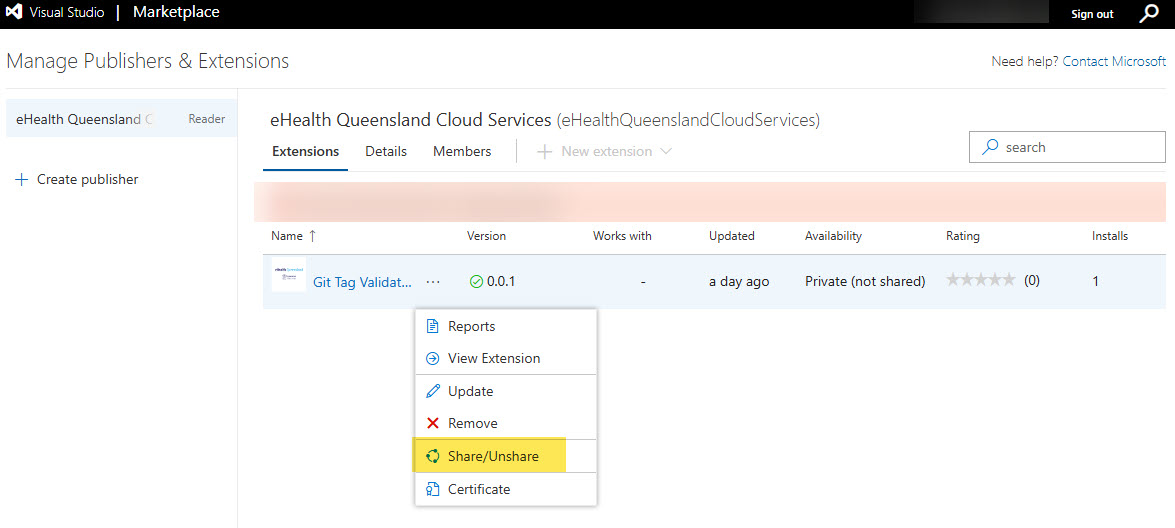 Visual Studio | Marketplace
Sign out
Manage Publishers & Extensions
Need help? Contact Microsoft
eHealth Queensland C
Reader
Create publisher
eHealth Queensland Cloud Services (eHealthQueenslandCloudServices)
Extensions Details Members New extension
search
Name ↑ Version Works with Updated Availability Rating Installs
Git Tag Validat... ··· 0.0.1 - a day ago Private (not shared) (0) 1
Reports
View Extension
Update
Remove
Share/Unshare
Certificate